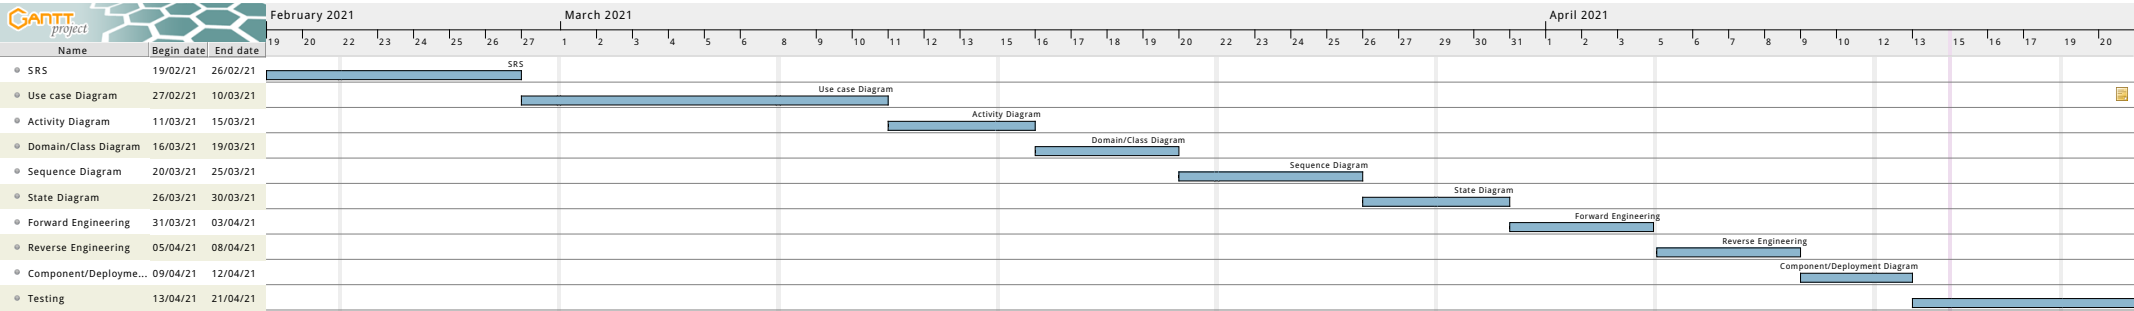 GANTT project
February 2021 March 2021 April 2021
19 20 22 23 24 25 26 27 1 2 3 4 5 6 8 9 10 11 12 13 15 16 17 18 19 20 22 23 24 25 26 27 29 30 31 1 2 3 5 6 7 8 9 10 12 13 15 16 17 19 20
Name Begin date End date
SRS 19/02/21 26/02/21 SRS
Use case Diagram 27/02/21 10/03/21 Use case Diagram
Activity Diagram 11/03/21 15/03/21 Activity Diagram
Domain/Class Diagram 16/03/21 19/03/21 Domain/Class Diagram
Sequence Diagram 20/03/21 25/03/21 Sequence Diagram
State Diagram 26/03/21 30/03/21 State Diagram
Forward Engineering 31/03/21 03/04/21 Forward Engineering
Reverse Engineering 05/04/21 08/04/21 Reverse Engineering
Component/Deployme... 09/04/21 12/04/21 Component/Deployment Diagram
Testing 13/04/21 21/04/21